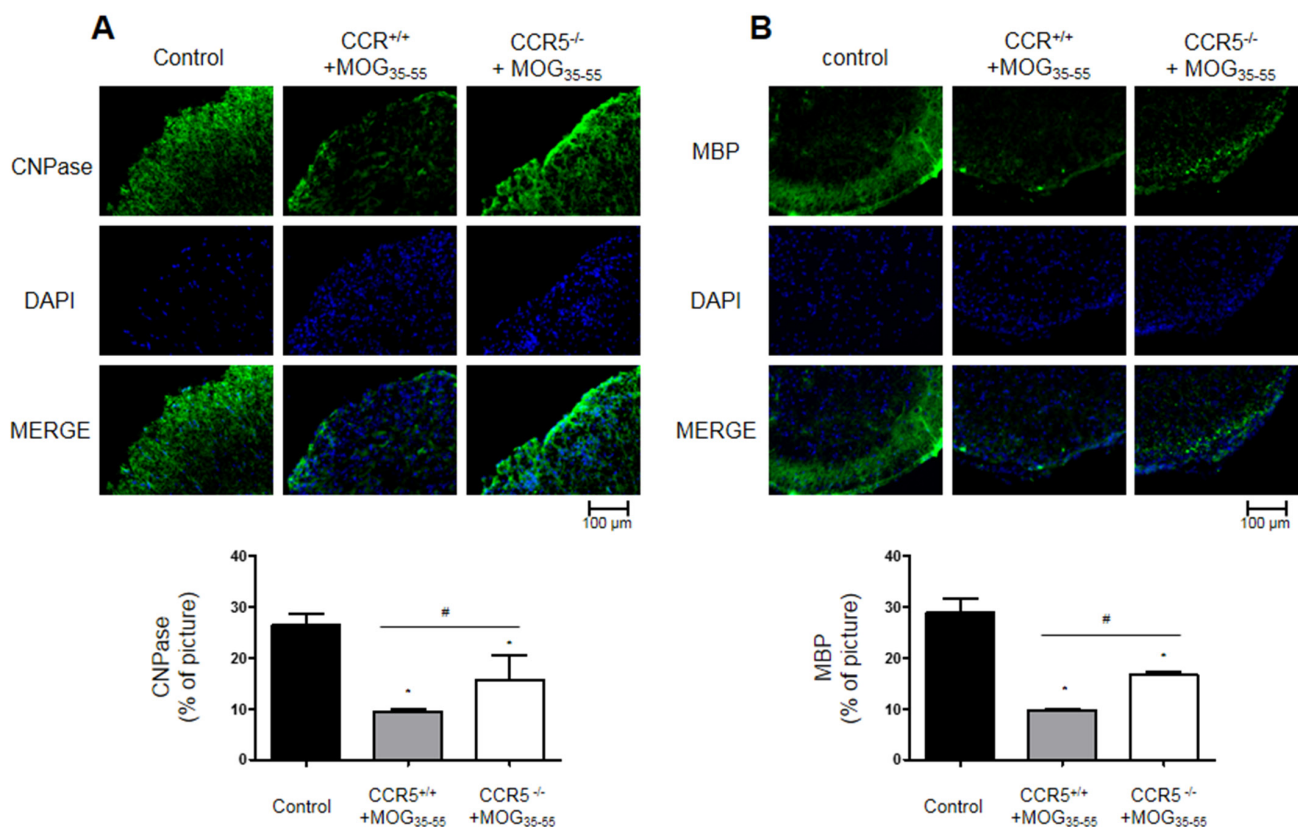 A
Control
CCR+/+
+MOG35-55
CCR5-/-
+ MOG35-55
CNPase
DAPI
MERGE
100 µm
CNPase
(% of picture)
40
30
20
10
0
#
*
*
Control
CCR5+/+
+MOG35-55
CCR5 -/-
+MOG35-55
B
control
CCR+/+
+MOG35-55
CCR5-/-
+ MOG35-55
MBP
DAPI
MERGE
100 µm
MBP
(% of picture)
40
30
20
10
0
#
*
*
Control
CCR5+/+
+MOG35-55
CCR5 -/-
+MOG35-55